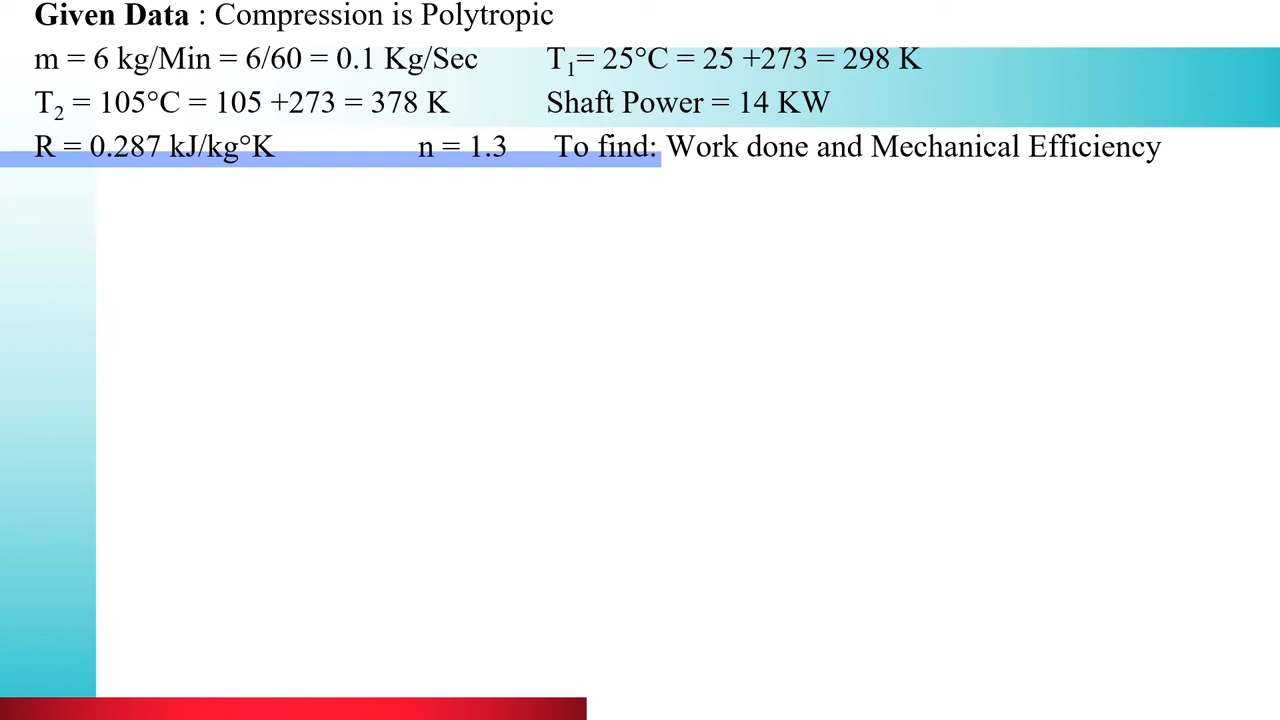 Given Data : Compression is Polytropic
m = 6 kg/Min = 6/60 = 0.1 Kg/Sec T₁= 25°C = 25 +273 = 298 K
T₂ = 105°C = 105 +273 = 378 K Shaft Power = 14 KW
R = 0.287 kJ/kg°K n = 1.3 To find: Work done and Mechanical Efficiency